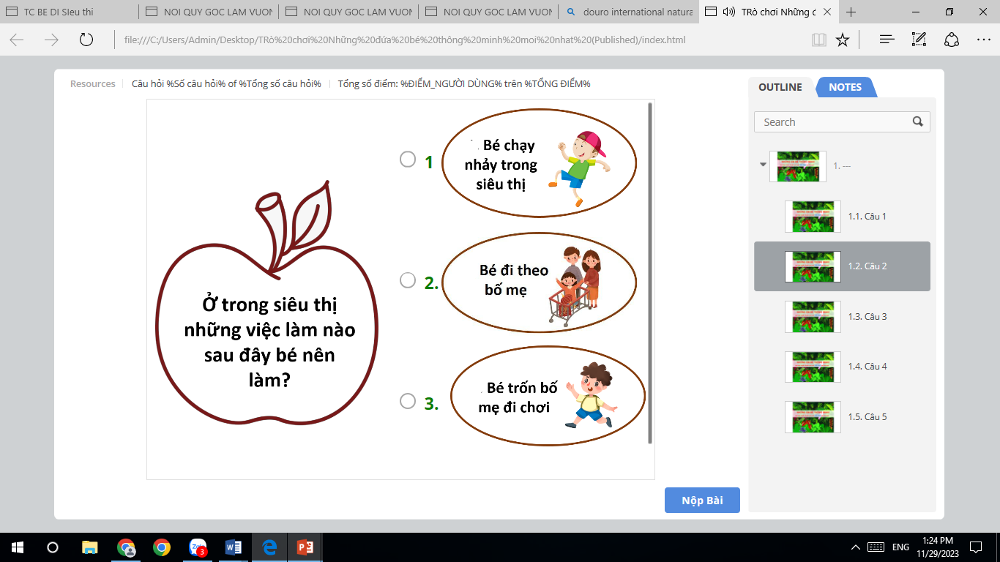 TC BE DI SIeu thi
NOI QUY GOC LAM VUON
NOI QUY GOC LAM VUON
NOI QUY GOC LAM VUON
douro international natura
TRò chơi Những đ
file:///C:/Users/Admin/Desktop/TRò%20chơi%20Những%20đứa%20bé%20thông%20minh%20moi%20nhat%20(Published)/index.html
Resources
Câu hỏi %Số câu hỏi% of %Tổng số câu hỏi%
Tổng số điểm: %ĐIỂM_NGƯỜI DÙNG% trên %TỔNG ĐIỂM%
Ở trong siêu thị
những việc làm nào
sau đây bé nên
làm?
1
Bé chạy
nhảy trong
siêu thị
2.
Bé đi theo
bố mẹ
3.
Bé trốn bố
mẹ đi chơi
Nộp Bài
OUTLINE
NOTES
Search
1. ---
1.1. Câu 1
1.2. Câu 2
1.3. Câu 3
1.4. Câu 4
1.5. Câu 5
3
ENG
1:24 PM
11/29/2023